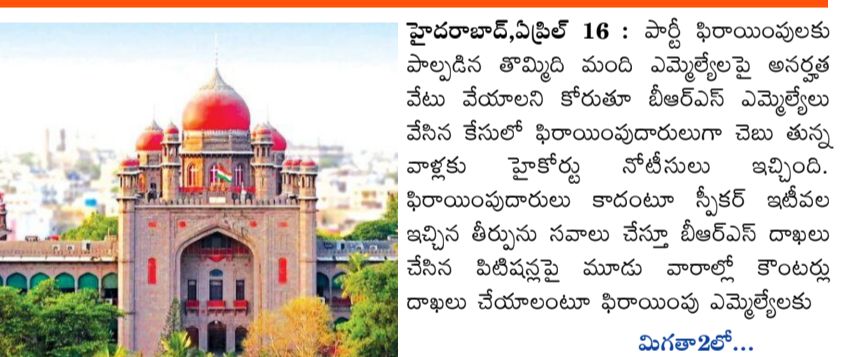 హైదరాబాద్,ఏప్రిల్ 16 : పార్టీ ఫిరాయింపులకు
పాల్పడిన తొమ్మిది మంది ఎమ్మెల్యేలపై అనర్హత
వేటు వేయాలని కోరుతూ బీఆర్ఎస్ ఎమ్మెల్యేలు
వేసిన కేసులో ఫిరాయింపుదారులుగా చెబు తున్న
వాళ్లకు హైకోర్టు నోటీసులు ఇచ్చింది.
ఫిరాయింపుదారులు కాదంటూ స్పీకర్ ఇటీవల
ఇచ్చిన తీర్పును సవాలు చేస్తూ బీఆర్ఎస్ దాఖలు
చేసిన పిటిషన్లపై మూడు వారాల్లో కౌంటర్లు
దాఖలు చేయాలంటూ ఫిరాయింపు ఎమ్మెల్యేలకు
మిగతా2లో...